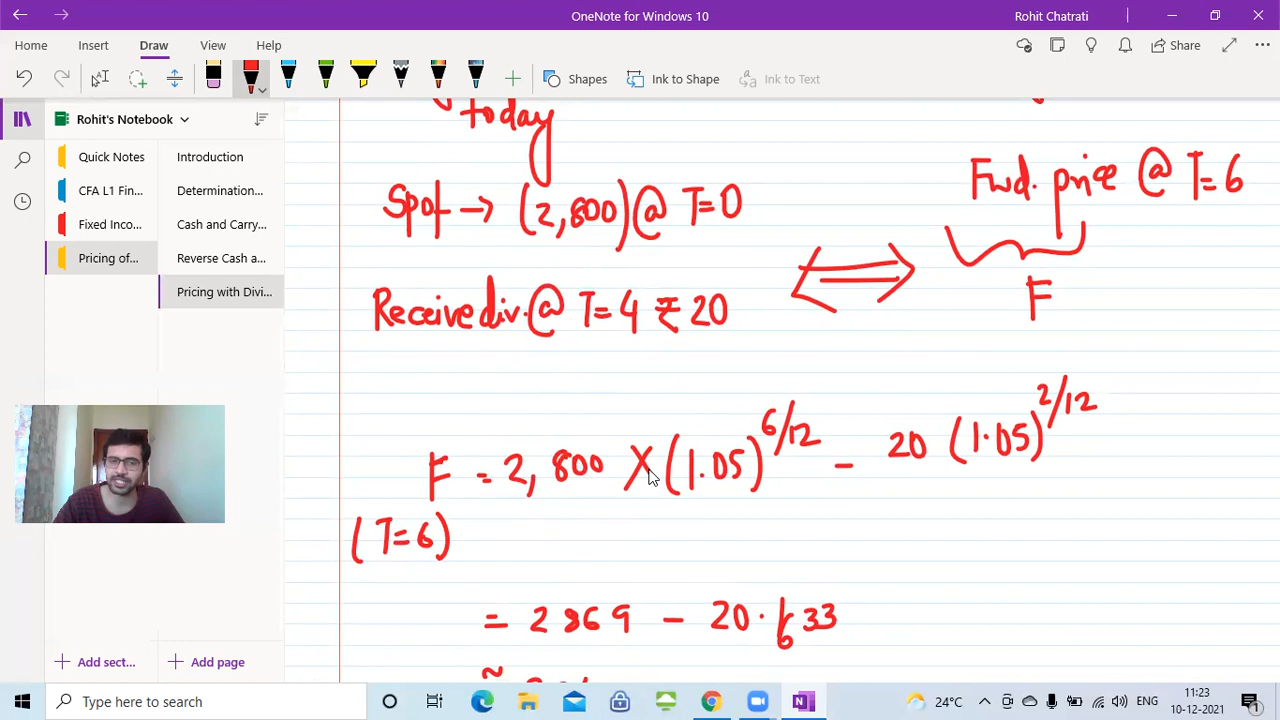 OneNote for Windows 10
Rohit Chatrati
Home Insert Draw View Help
Share
Shapes
Ink to Shape
Ink to Text
Rohit's Notebook
Quick Notes
CFA L1 Fin...
Fixed Inco...
Pricing of...
Introduction
Determination...
Cash and Carry...
Reverse Cash a...
Pricing with Divi...
today
Spot → (2,800) @ T=0
Fwd. price @ T=6
Receive div. @ T=4 ₹ 20
F
F = 2,800 X (1.05)^6/12 - 20 (1.05)^2/12
(T=6)
= 2869 - 20.
≈
+ Add sect...
+ Add page
Type here to search
24°C
ENG
11:23
10-12-2021